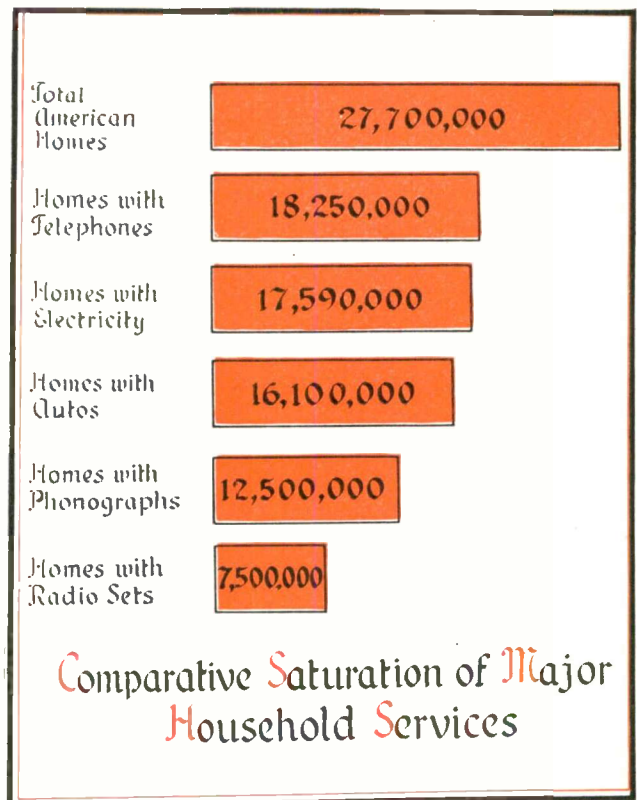 Total
American
Homes
27,700,000
Homes with
Telephones
18,250,000
Homes with
Electricity
17,590,000
Homes with
Autos
16,100,000
Homes with
Phonographs
12,500,000
Homes with
Radio Sets
7,500,000
Comparative Saturation of Major
Household Services